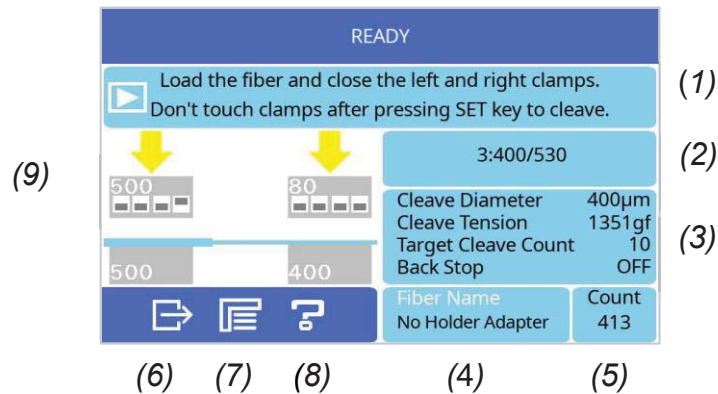 READY
Load the fiber and close the left and right clamps.
Don't touch clamps after pressing SET key to cleave.
(1)
3:400/530
(2)
(9)
500
80
Cleave Diameter 400µm
Cleave Tension 1351gf
Target Cleave Count 10
Back Stop OFF
(3)
500
400
Fiber Name
No Holder Adapter
Count
413
(6) (7) (8) (4) (5)